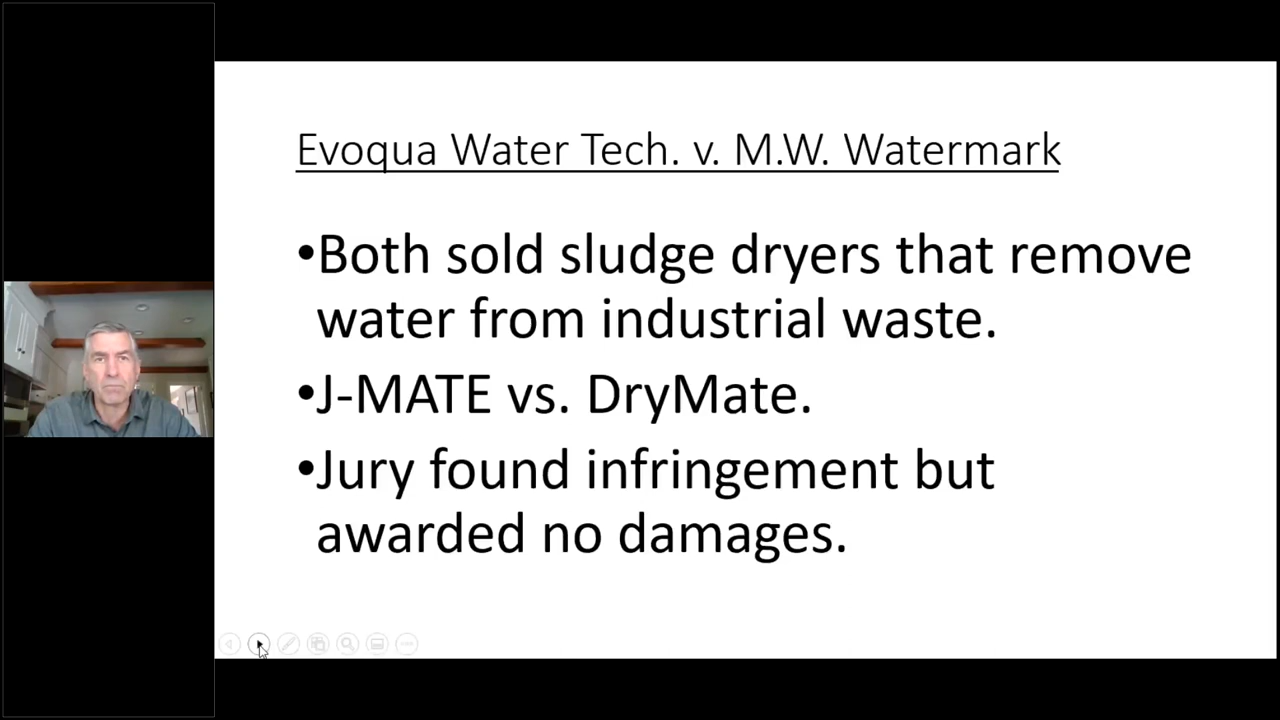 Evoqua Water Tech. v. M.W. Watermark
•Both sold sludge dryers that remove
water from industrial waste.
•J-MATE vs. DryMate.
•Jury found infringement but
awarded no damages.